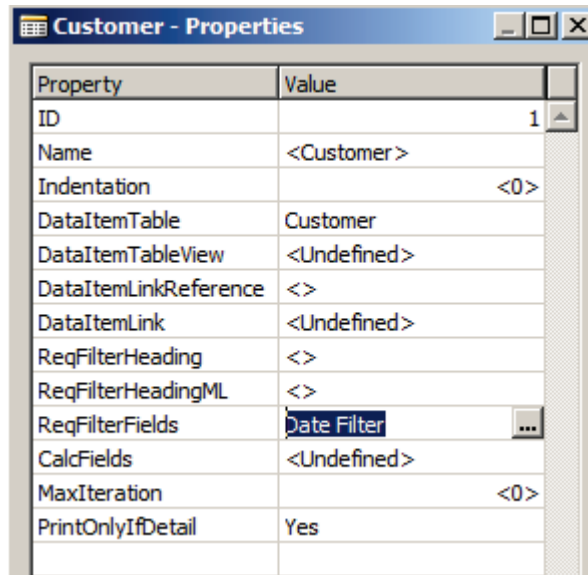 Customer - Properties
Property Value
ID 1
Name <Customer>
Indentation <0>
DataItemTable Customer
DataItemTableView <Undefined>
DataItemLinkReference <>
DataItemLink <Undefined>
ReqFilterHeading <>
ReqFilterHeadingML <>
ReqFilterFields Date Filter ...
CalcFields <Undefined>
MaxIteration <0>
PrintOnlyIfDetail Yes